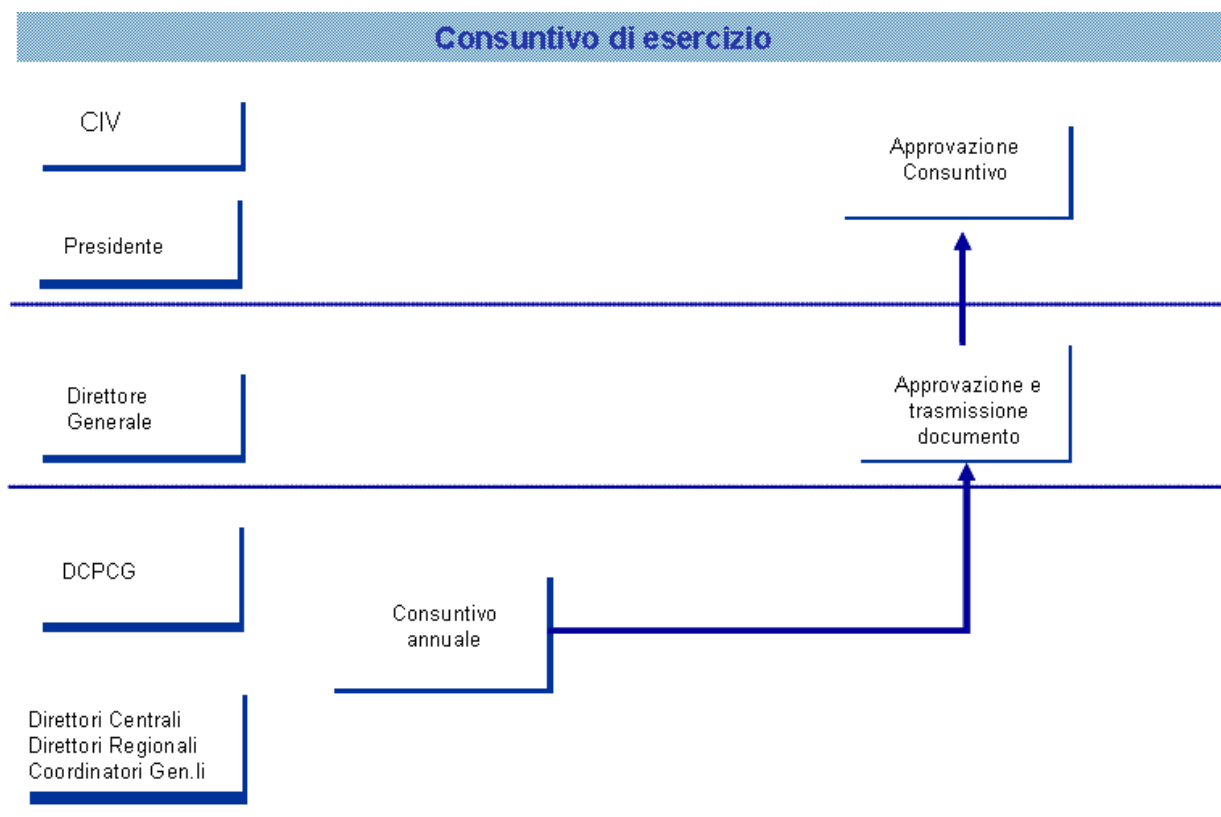 Consuntivo di esercizio
CIV
Approvazione
Consuntivo
Presidente
Direttore
Generale
Approvazione e
trasmissione
documento
DCPCG
Consuntivo
annuale
Direttori Centrali
Direttori Regionali
Coordinatori Gen.li